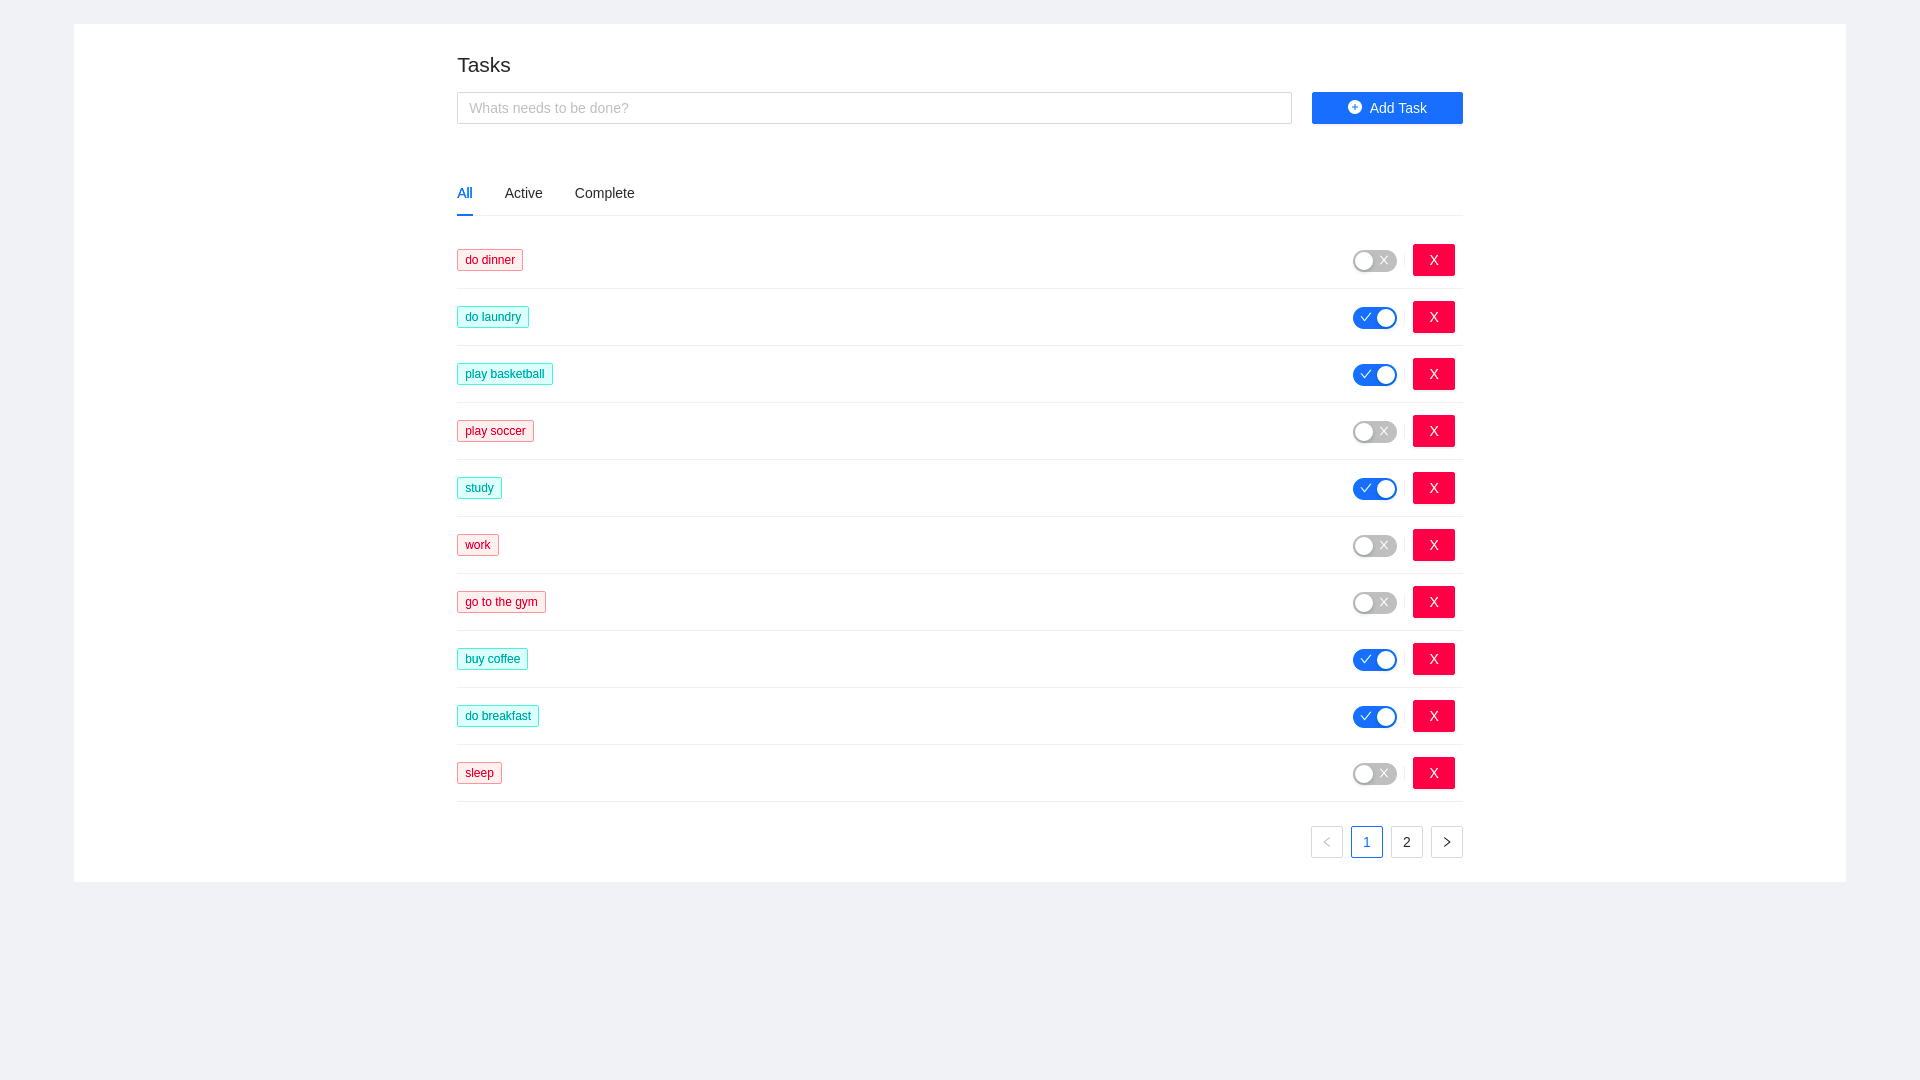 Tasks
Whats needs to be done?
Add Task
All Active Complete
do dinner X
do laundry X
play basketball X
play soccer X
study X
work X
go to the gym X
buy coffee X
do breakfast X
sleep X
1 2